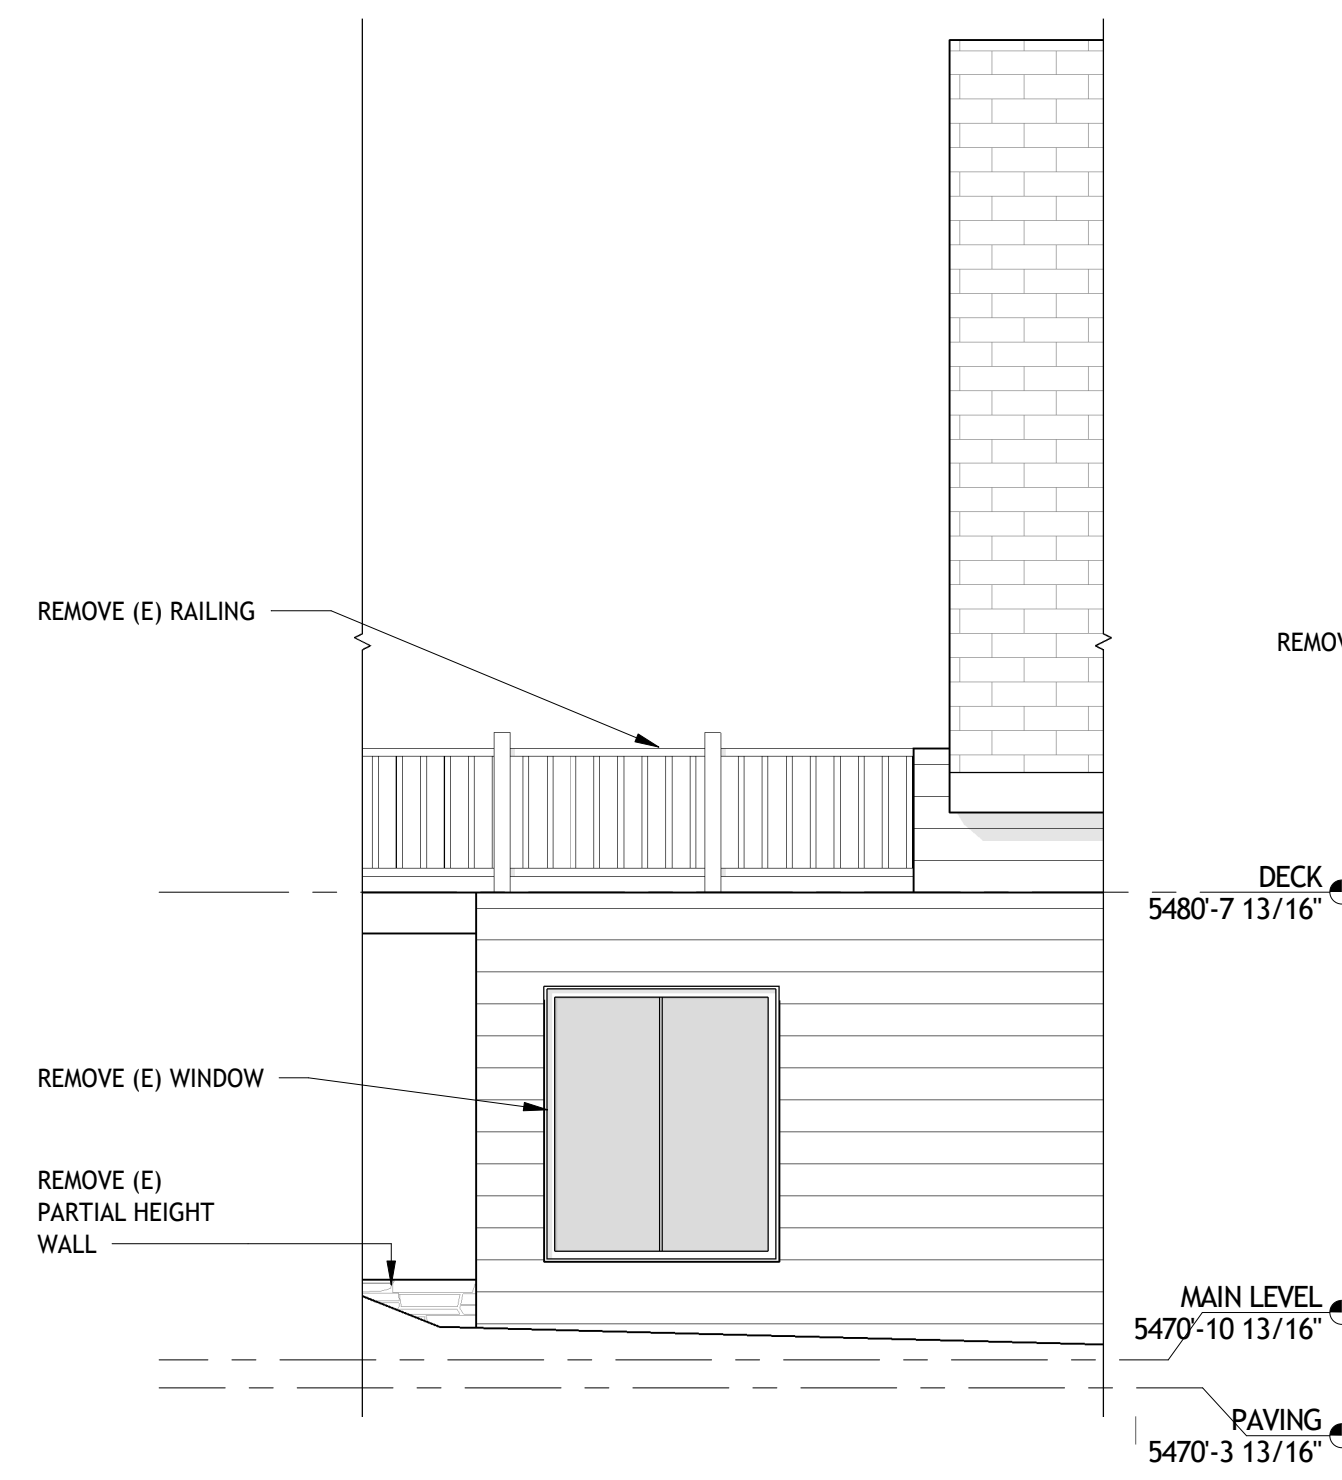 REMOVE (E) RAILING
REMOV
DECK
5480'-7 13/16"
REMOVE (E) WINDOW
REMOVE (E)
PARTIAL HEIGHT
WALL
MAIN LEVEL
5470'-10 13/16"
PAVING
5470'-3 13/16"